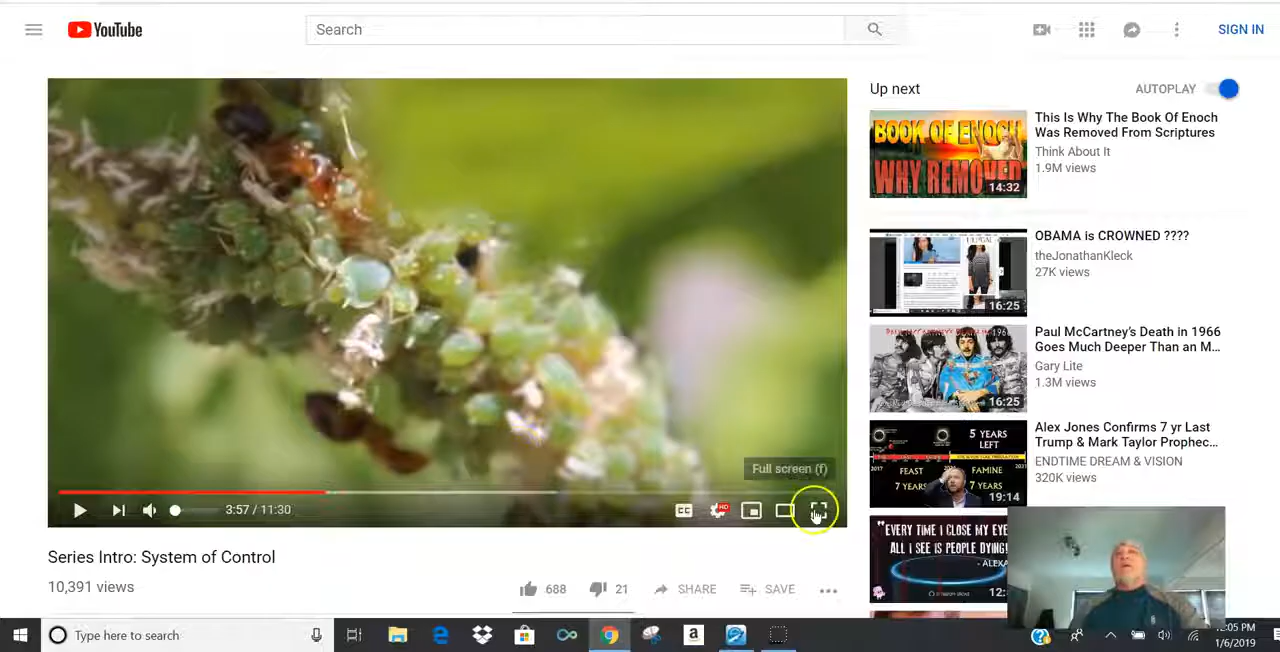 YouTube
Search
SIGN IN
Up next
AUTOPLAY
BOOK OF ENOCH
WHY REMOVED
14:32
This Is Why The Book Of Enoch
Was Removed From Scriptures
Think About It
1.9M views
16:25
OBAMA is CROWNED ????
theJonathanKleck
27K views
16:25
Paul McCartney's Death in 1966
Goes Much Deeper Than an M...
Gary Lite
1.3M views
5 YEARS
LEFT
FEAST
7 YEARS
FAMINE
7 YEARS
19:14
Alex Jones Confirms 7 yr Last
Trump & Mark Taylor Prophec...
ENDTIME DREAM & VISION
320K views
"EVERY TIME I CLOSE MY EYE
ALL I SEE IS PEOPLE DYING!
12:
Full screen (f)
3:57 / 11:30
CC
HD
Series Intro: System of Control
10,391 views
688
21
SHARE
SAVE
Type here to search
a
12:05 PM
1/6/2019